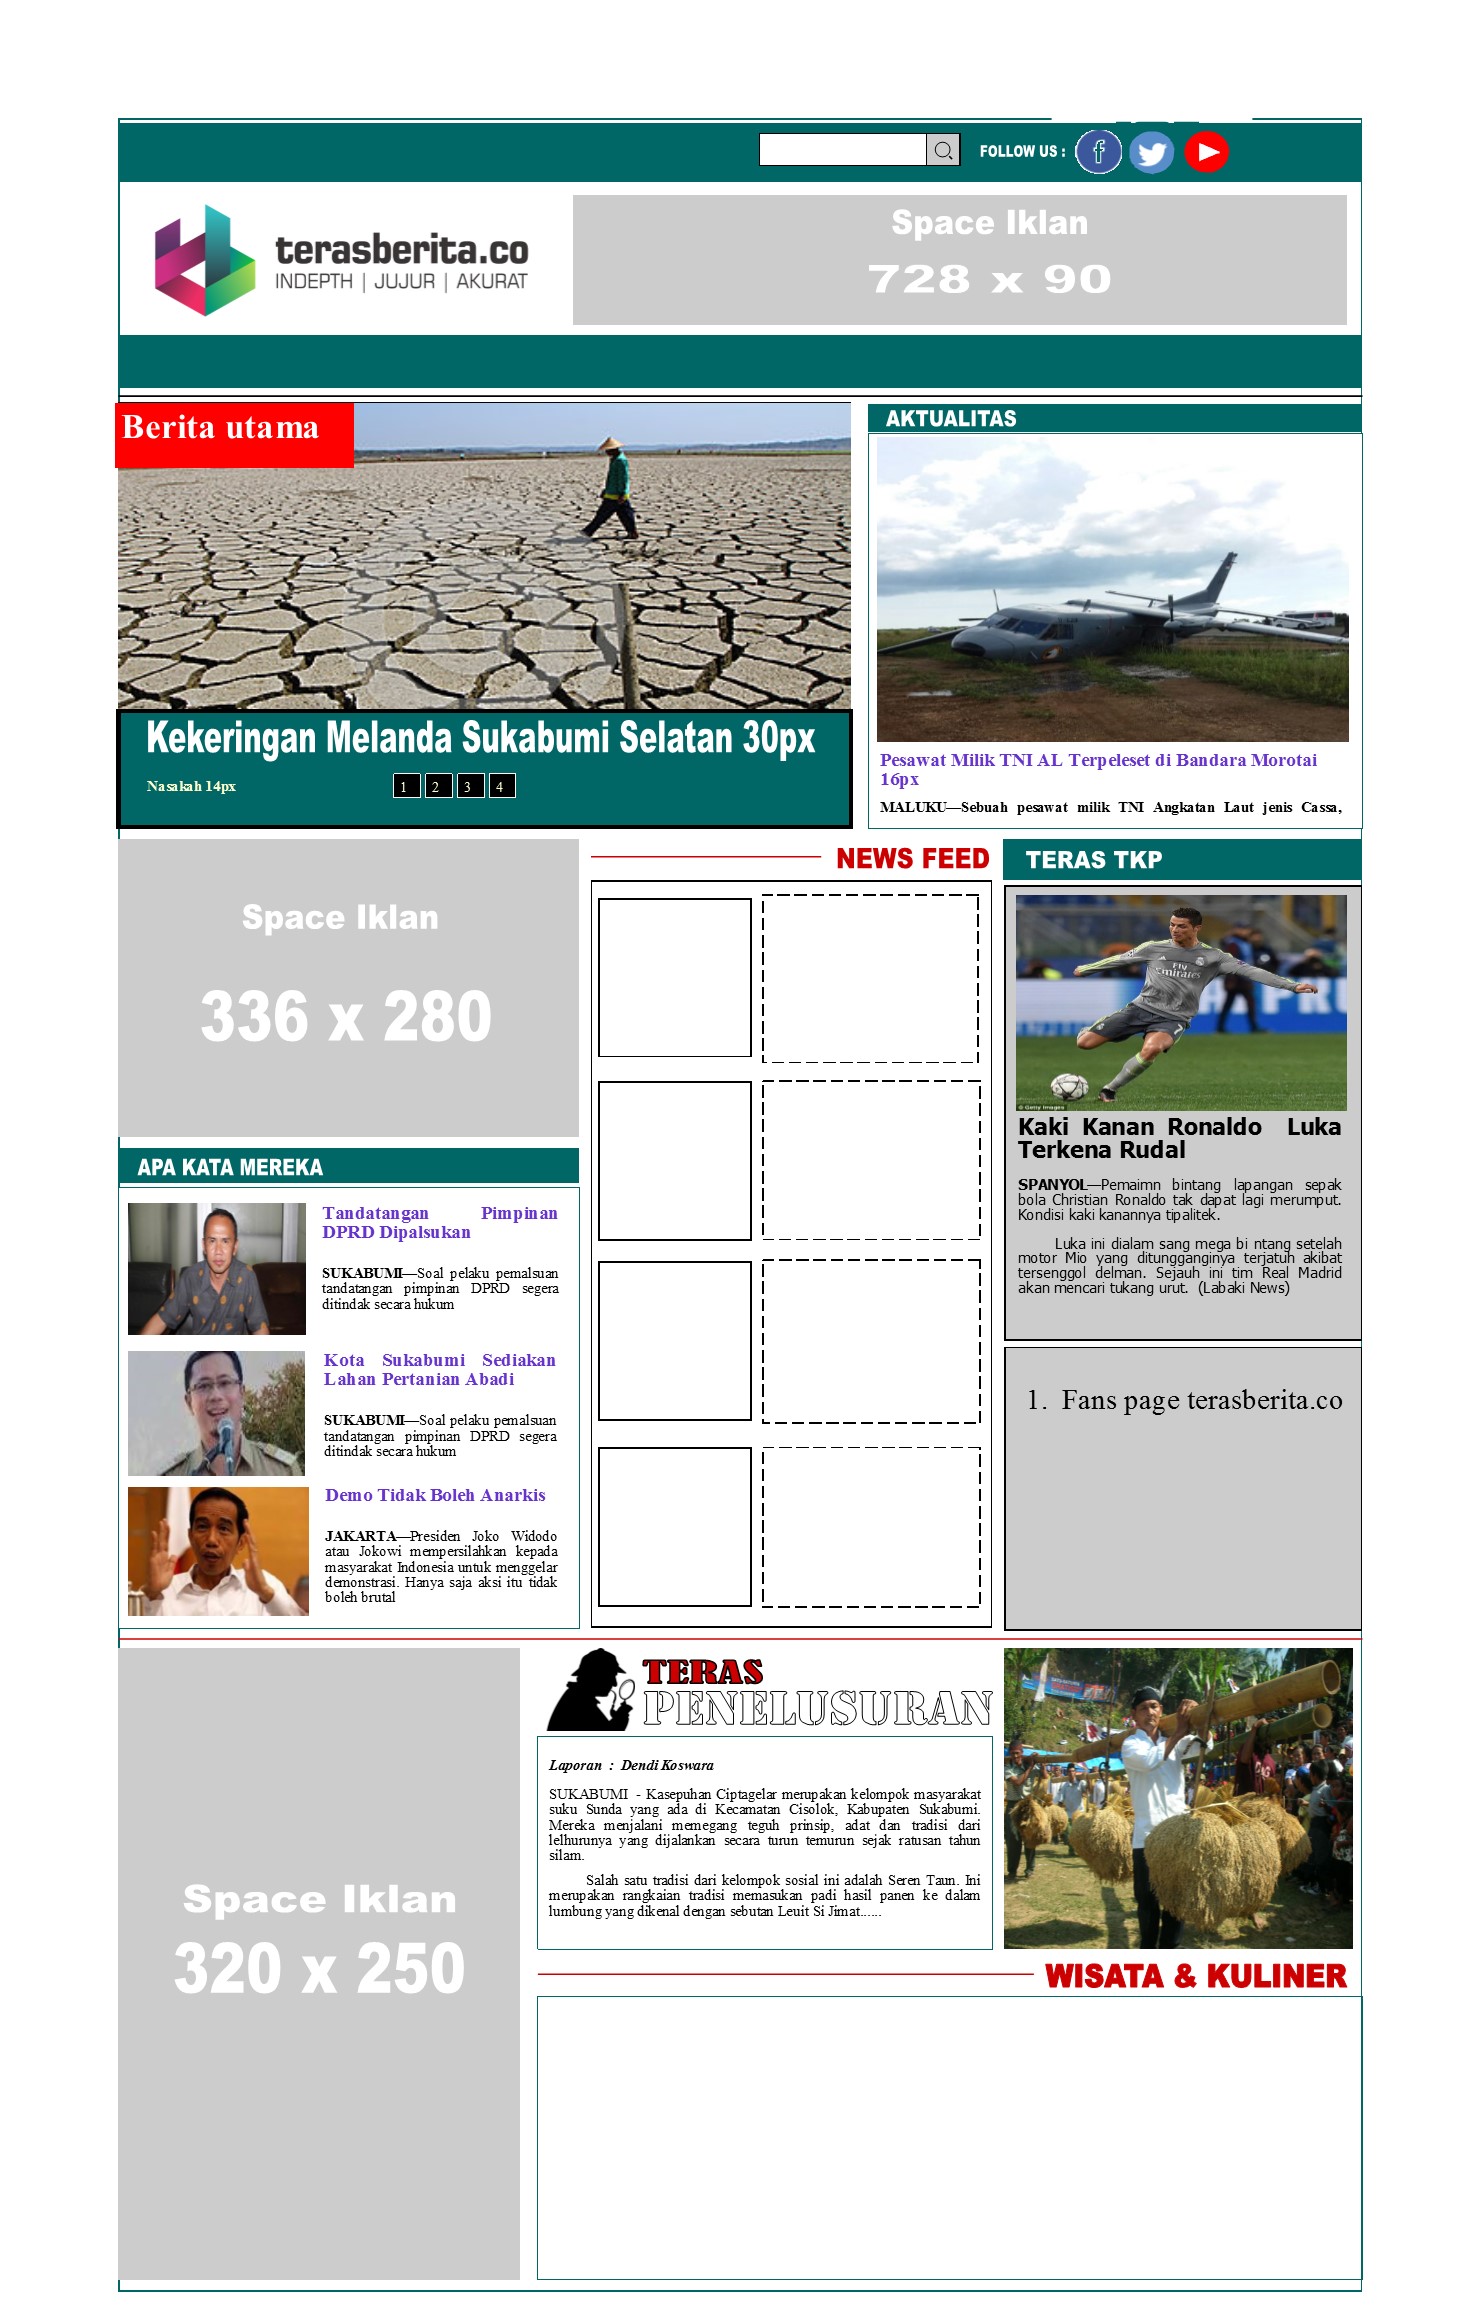 FOLLOW US :
terasberita.co
INDEPTH | JUJUR | AKURAT
Space Iklan
728 x 90
Berita utama
Kekeringan Melanda Sukabumi Selatan 30px
Nasakah 14px
1 2 3 4
AKTUALITAS
Pesawat Milik TNI AL Terpeleset di Bandara Morotai
16px
MALUKU—Sebuah pesawat milik TNI Angkatan Laut jenis Cassa,
Space Iklan
336 x 280
APA KATA MEREKA
Tandatangan Pimpinan
DPRD Dipalsukan
SUKABUMI—Soal pelaku pemalsuan
tandatangan pimpinan DPRD segera
ditindak secara hukum
Kota Sukabumi Sediakan
Lahan Pertanian Abadi
SUKABUMI—Soal pelaku pemalsuan
tandatangan pimpinan DPRD segera
ditindak secara hukum
Demo Tidak Boleh Anarkis
JAKARTA—Presiden Joko Widodo
atau Jokowi mempersilahkan kepada
masyarakat Indonesia untuk menggelar
demonstrasi. Hanya saja aksi itu tidak
boleh brutal
NEWS FEED
TERAS TKP
Fly
Emirates
© Getty Images
Kaki Kanan Ronaldo Luka
Terkena Rudal
SPANYOL—Pemaimn bintang lapangan sepak
bola Christian Ronaldo tak dapat lagi merumput.
Kondisi kaki kanannya tipalitek.
Luka ini dialam sang mega bi ntang setelah
motor Mio yang ditungganginya terjatuh akibat
tersenggol delman. Sejauh ini tim Real Madrid
akan mencari tukang urut. (Labaki News)
1. Fans page terasberita.co
Space Iklan
320 x 250
TERAS
PENELUSURAN
Laporan : Dendi Koswara
SUKABUMI - Kasepuhan Ciptagelar merupakan kelompok masyarakat
suku Sunda yang ada di Kecamatan Cisolok, Kabupaten Sukabumi.
Mereka menjalani memegang teguh prinsip, adat dan tradisi dari
lelhurunya yang dijalankan secara turun temurun sejak ratusan tahun
silam.
Salah satu tradisi dari kelompok sosial ini adalah Seren Taun. Ini
merupakan rangkaian tradisi memasukan padi hasil panen ke dalam
lumbung yang dikenal dengan sebutan Leuit Si Jimat......
WISATA & KULINER